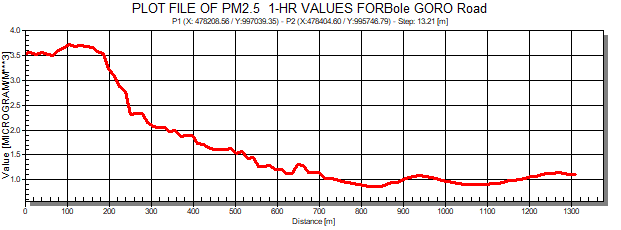 PLOT FILE OF PM2.5 1-HR VALUES FORBole GORO Road
P1 (X: 478208.56 / Y:997039.35) - P2 (X:478404.60 / Y:995746.79) - Step: 13.21 [m]
Value [MICROGRAM/M***3]
4.0
3.5
3.0
2.5
2.0
1.5
1.0
0 100 200 300 400 500 600 700 800 900 1000 1100 1200 1300
Distance [m]